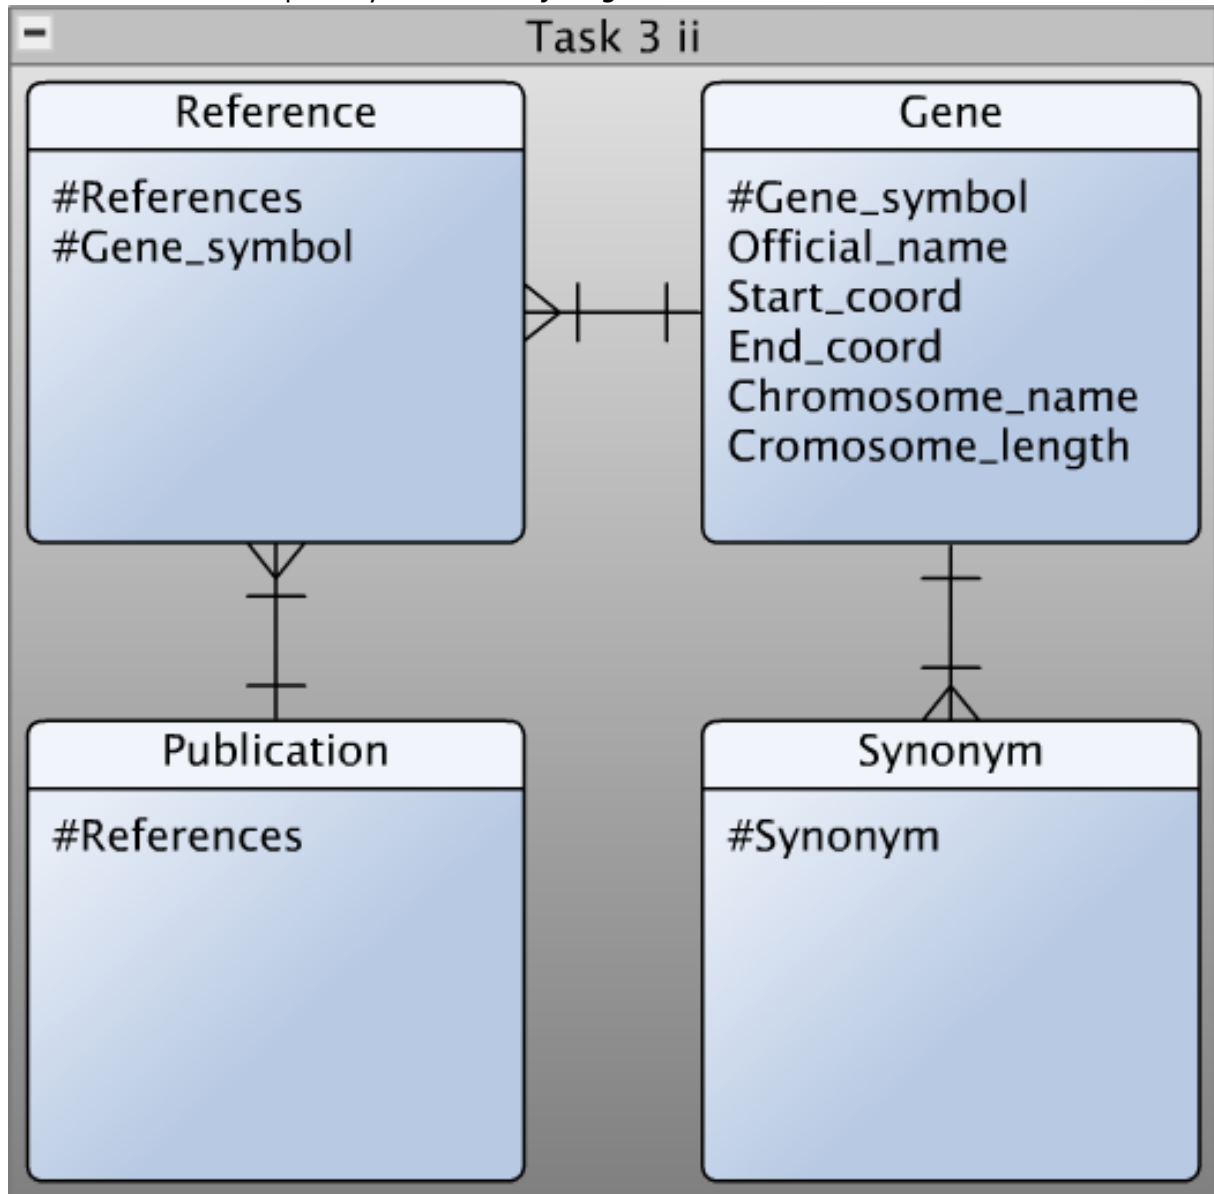 Task 3 ii
Reference
#References
#Gene_symbol
Gene
#Gene_symbol
Official_name
Start_coord
End_coord
Chromosome_name
Cromosome_length
Publication
#References
Synonym
#Synonym